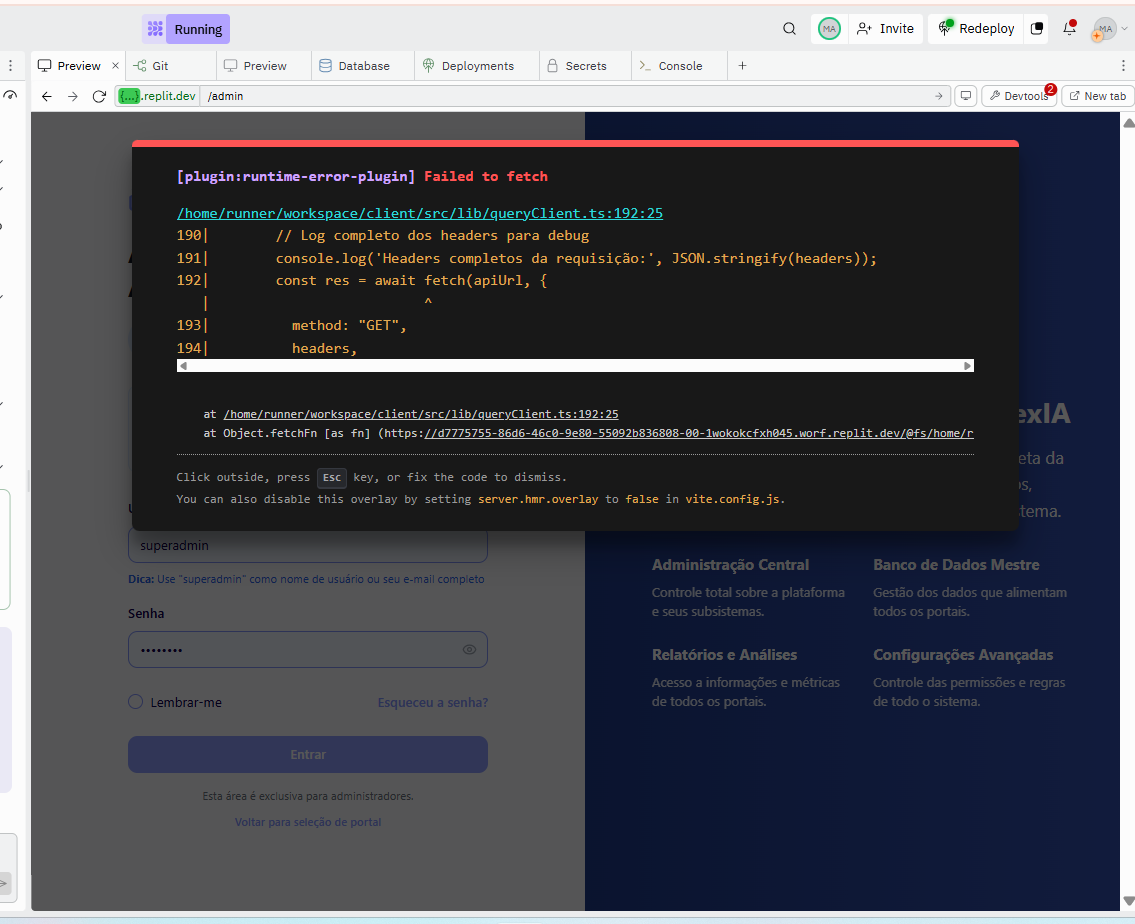 Running
MA
Invite
Redeploy
MA
Preview
Git
Preview
Database
Deployments
Secrets
Console
{...}.replit.dev
/admin
Devtools
2
New tab
[plugin:runtime-error-plugin] Failed to fetch
/home/runner/workspace/client/src/lib/queryClient.ts:192:25
190| // Log completo dos headers para debug
191| console.log('Headers completos da requisição:', JSON.stringify(headers));
192| const res = await fetch(apiUrl, {
| ^
193| method: "GET",
194| headers,
at /home/runner/workspace/client/src/lib/queryClient.ts:192:25
at Object.fetchFn [as fn] (https://d7775755-86d6-46c0-9e80-55092b836808-00-1wokokcfxh045.worf.replit.dev/@fs/home/r
Click outside, press Esc key, or fix the code to dismiss.
You can also disable this overlay by setting server.hmr.overlay to false in vite.config.js.
superadmin
Dica: Use "superadmin" como nome de usuário ou seu e-mail completo
Senha
••••••••
Lembrar-me
Esqueceu a senha?
Entrar
Esta área é exclusiva para administradores.
Voltar para seleção de portal
exIA
eta da
os,
stema.
Administração Central
Controle total sobre a plataforma
e seus subsistemas.
Banco de Dados Mestre
Gestão dos dados que alimentam
todos os portais.
Relatórios e Análises
Acesso a informações e métricas
de todos os portais.
Configurações Avançadas
Controle das permissões e regras
de todo o sistema.